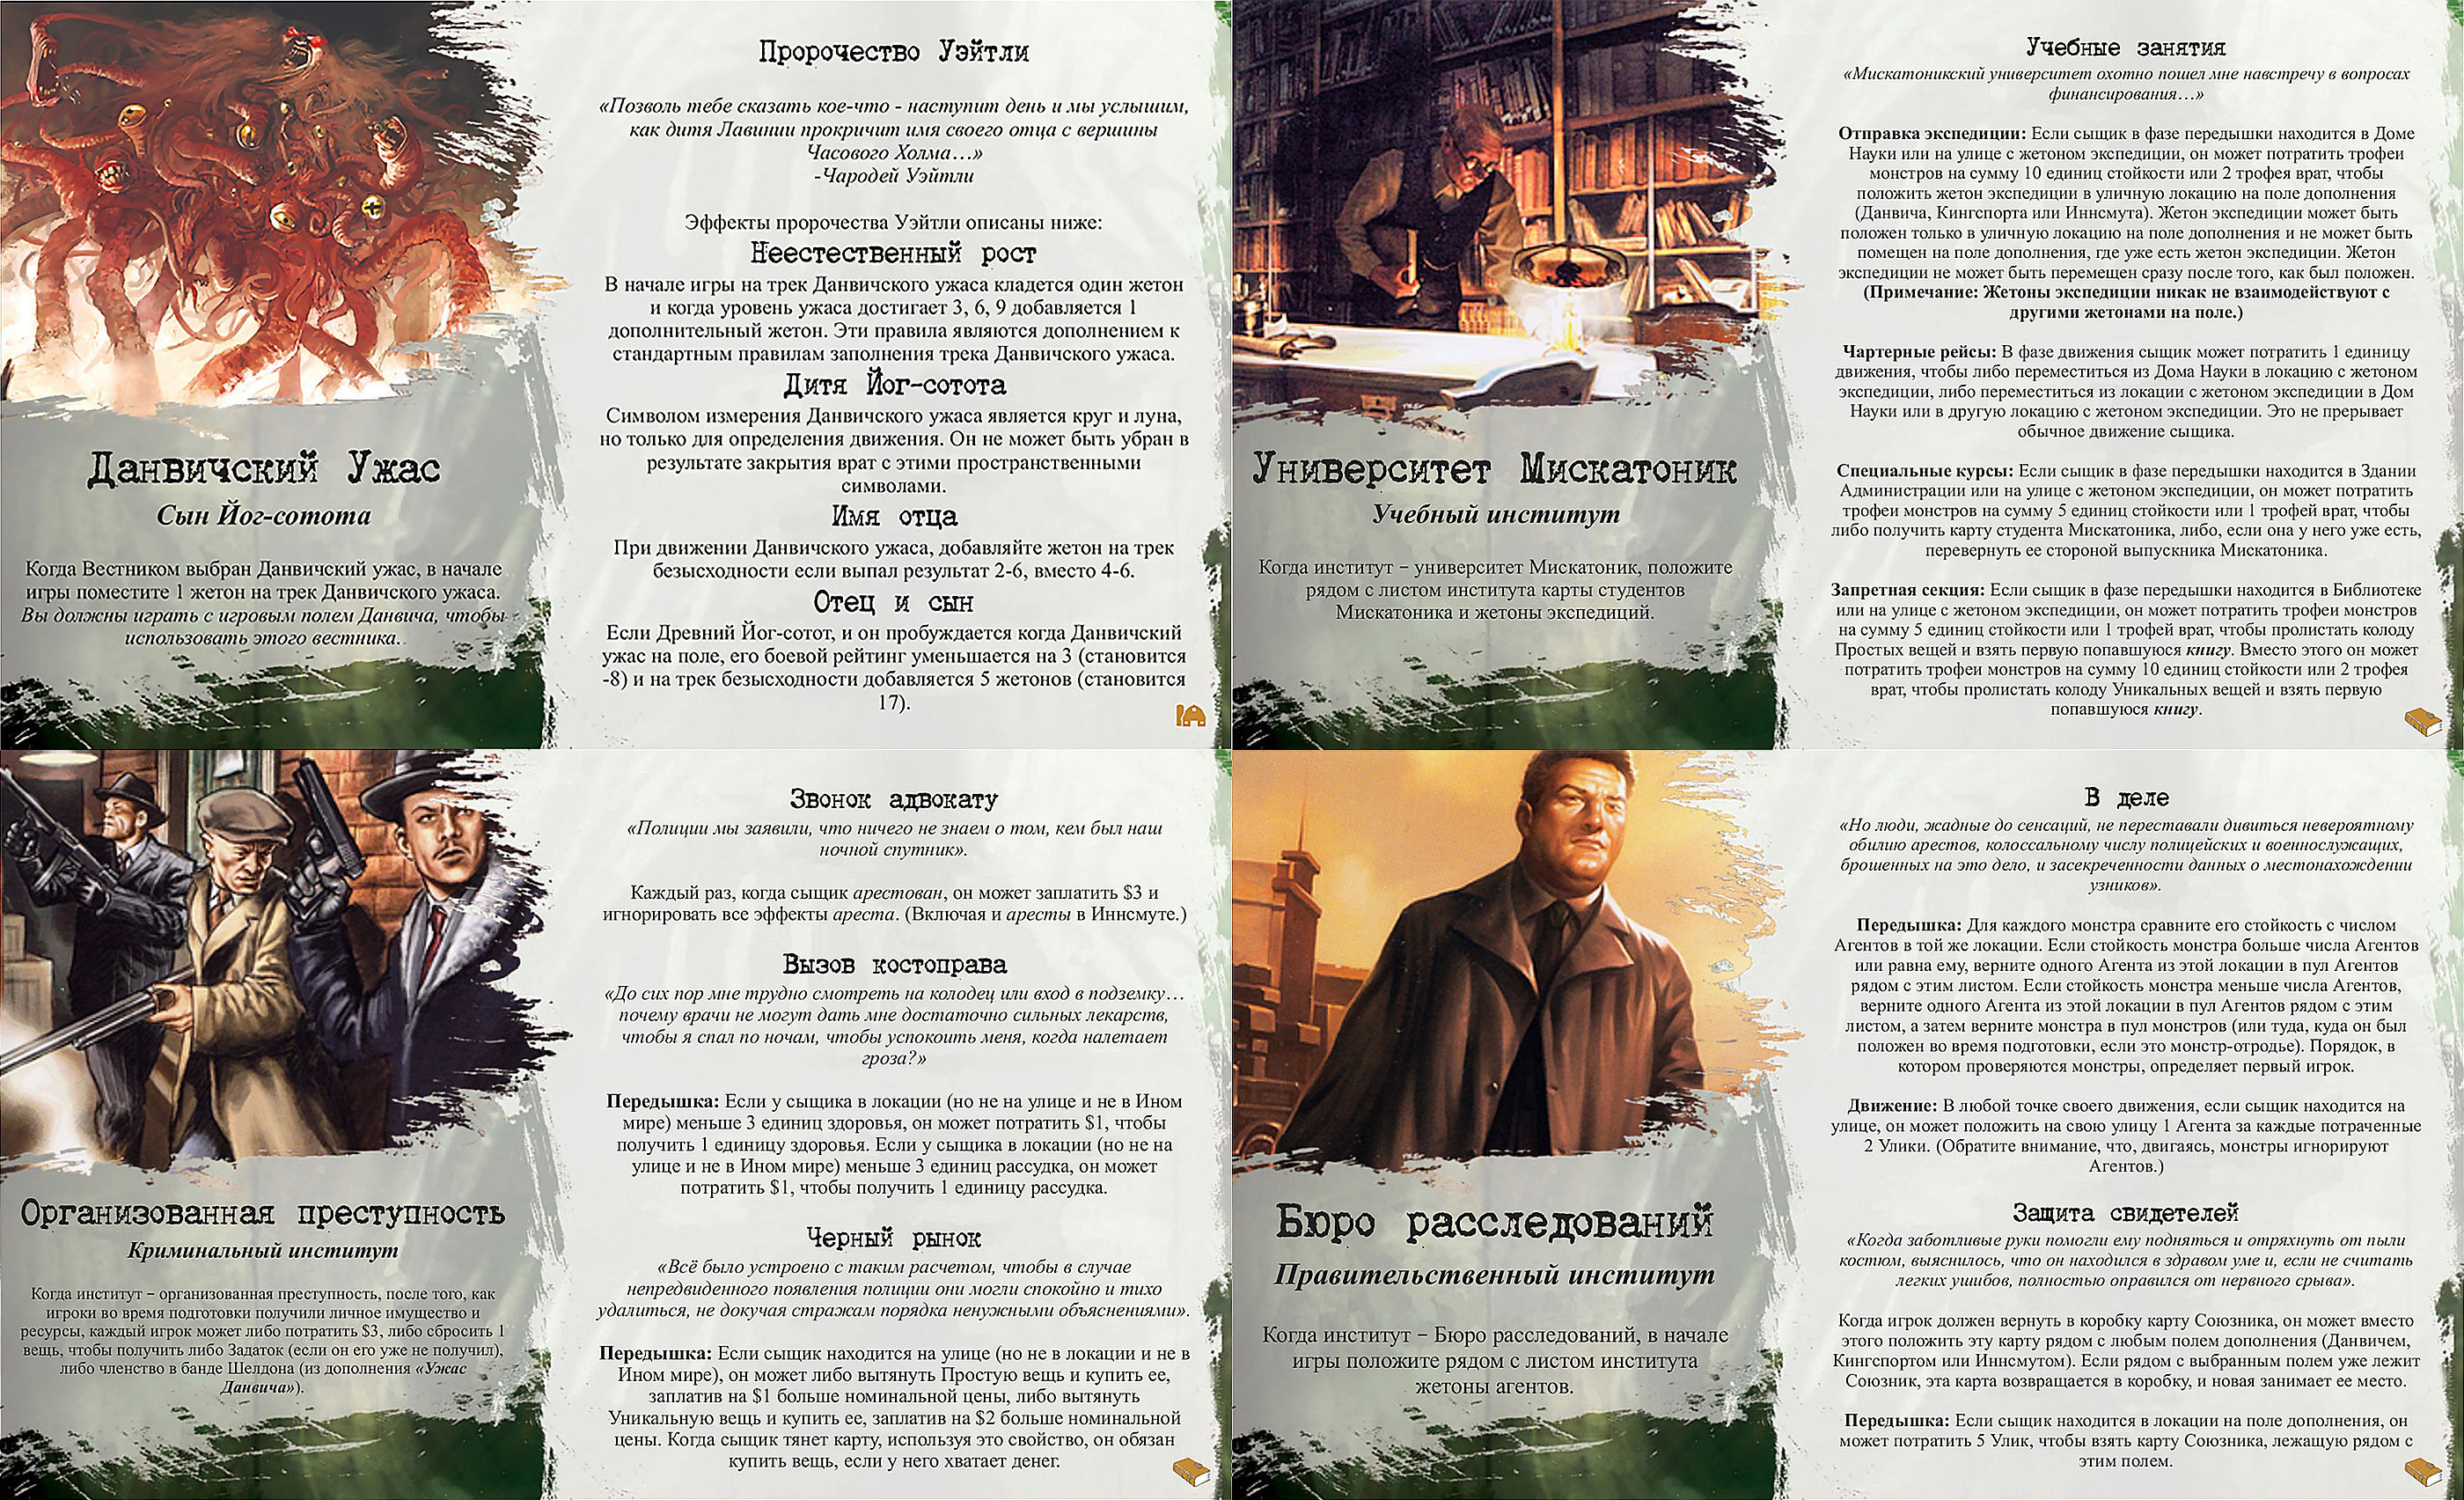 Данвичский Ужас
Сын Йог-сотота
Когда Вестником выбран Данвичский ужас, в начале
игры поместите 1 жетон на трек Данвичского ужаса.
Вы должны играть с игровым полем Данвича, чтобы
использовать этого вестника.
Пророчество Уэйтли
«Позволь тебе сказать кое-что - наступит день и мы услышим,
как дитя Лавинии прокричит имя своего отца с вершины
Часового Холма…»
-Чародей Уэйтли
Эффекты пророчества Уэйтли описаны ниже:
Неестественный рост
В начале игры на трек Данвичского ужаса кладется один жетон
и когда уровень ужаса достигает 3, 6, 9 добавляется 1
дополнительный жетон. Эти правила являются дополнением к
стандартным правилам заполнения трека Данвичского ужаса.
Дитя Йог-сотота
Символом измерения Данвичского ужаса является круг и луна,
но только для определения движения. Он не может быть убран в
результате закрытия врат с этими пространственными
символами.
Имя отца
При движении Данвичского ужаса, добавляйте жетон на трек
безысходности если выпал результат 2-6, вместо 4-6.
Отец и сын
Если Древний Йог-сотот, и он пробуждается когда Данвичский
ужас на поле, его боевой рейтинг уменьшается на 3 (становится
-8) и на трек безысходности добавляется 5 жетонов (становится
17).
Университет Мискатоник
Учебный институт
Когда институт – университет Мискатоник, положите
рядом с листом института карты студентов
Мискатоника и жетоны экспедиций.
Учебные занятия
«Мискатоникский университет охотно пошел мне навстречу в вопросах
финансирования…»
Отправка экспедиции: Если сыщик в фазе передышки находится в Доме
Науки или на улице с жетоном экспедиции, он может потратить трофеи
монстров на сумму 10 единиц стойкости или 2 трофея врат, чтобы
положить жетон экспедиции в уличную локацию на поле дополнения
(Данвича, Кингспорта или Иннсмута). Жетон экспедиции может быть
положен только в уличную локацию на поле дополнения и не может быть
помещен на поле дополнения, где уже есть жетон экспедиции. Жетон
экспедиции не может быть перемещен сразу после того, как был положен.
(Примечание: Жетоны экспедиции никак не взаимодействуют с
другими жетонами на поле.)
Чартерные рейсы: В фазе движения сыщик может потратить 1 единицу
движения, чтобы либо переместиться из Дома Науки в локацию с жетоном
экспедиции, либо переместиться из локации с жетоном экспедиции в Дом
Науки или в другую локацию с жетоном экспедиции. Это не прерывает
обычное движение сыщика.
Специальные курсы: Если сыщик в фазе передышки находится в Здании
Администрации или на улице с жетоном экспедиции, он может потратить
трофеи монстров на сумму 5 единиц стойкости или 1 трофей врат, чтобы
либо получить карту студента Мискатоника, либо, если она у него уже есть,
перевернуть ее стороной выпускника Мискатоника.
Запретная секция: Если сыщик в фазе передышки находится в Библиотеке
или на улице с жетоном экспедиции, он может потратить трофеи монстров
на сумму 5 единиц стойкости или 1 трофей врат, чтобы пролистать колоду
Простых вещей и взять первую попавшуюся книгу. Вместо этого он может
потратить трофеи монстров на сумму 10 единиц стойкости или 2 трофея
врат, чтобы пролистать колоду Уникальных вещей и взять первую
попавшуюся книгу.
Организованная преступность
Криминальный институт
Когда институт – организованная преступность, после того, как
игроки во время подготовки получили личное имущество и
ресурсы, каждый игрок может либо потратить $3, либо сбросить 1
вещь, чтобы получить либо Задаток (если он его уже не получил),
либо членство в банде Шелдона (из дополнения «Ужас
Данвича»).
Звонок адвокату
«Полиции мы заявили, что ничего не знаем о том, кем был наш
ночной спутник».
Каждый раз, когда сыщик арестован, он может заплатить $3 и
игнорировать все эффекты ареста. (Включая и аресты в Иннсмуте.)
Вызов костоправа
«До сих пор мне трудно смотреть на колодец или вход в подземку…
почему врачи не могут дать мне достаточно сильных лекарств,
чтобы я спал по ночам, чтобы успокоить меня, когда налетает
гроза?»
Передышка: Если у сыщика в локации (но не на улице и не в Ином
мире) меньше 3 единиц здоровья, он может потратить $1, чтобы
получить 1 единицу здоровья. Если у сыщика в локации (но не на
улице и не в Ином мире) меньше 3 единиц рассудка, он может
потратить $1, чтобы получить 1 единицу рассудка.
Черный рынок
«Всё было устроено с таким расчетом, чтобы в случае
непредвиденного появления полиции они могли спокойно и тихо
удалиться, не докучая стражам порядка ненужными объяснениями».
Передышка: Если сыщик находится на улице (но не в локации и не в
Ином мире), он может либо вытянуть Простую вещь и купить ее,
заплатив на $1 больше номинальной цены, либо вытянуть
Уникальную вещь и купить ее, заплатив на $2 больше номинальной
цены. Когда сыщик тянет карту, используя это свойство, он обязан
купить вещь, если у него хватает денег.
Бюро расследований
Правительственный институт
Когда институт – Бюро расследований, в начале
игры положите рядом с листом института
жетоны агентов.
В деле
«Но люди, жадные до сенсаций, не переставали дивиться невероятному
обилию арестов, колоссальному числу полицейских и военнослужащих,
брошенных на это дело, и засекреченности данных о местонахождении
узников».
Передышка: Для каждого монстра сравните его стойкость с числом
Агентов в той же локации. Если стойкость монстра больше числа Агентов
или равна ему, верните одного Агента из этой локации в пул Агентов
рядом с этим листом. Если стойкость монстра меньше числа Агентов,
верните одного Агента из этой локации в пул Агентов рядом с этим
листом, а затем верните монстра в пул монстров (или туда, куда он был
положен во время подготовки, если это монстр-отродье). Порядок, в
котором проверяются монстры, определяет первый игрок.
Движение: В любой точке своего движения, если сыщик находится на
улице, он может положить на свою улицу 1 Агента за каждые потраченные
2 Улики. (Обратите внимание, что, двигаясь, монстры игнорируют
Агентов.)
Защита свидетелей
«Когда заботливые руки помогли ему подняться и отряхнуть от пыли
костюм, выяснилось, что он находился в здравом уме и, если не считать
легких ушибов, полностью оправился от нервного срыва».
Когда игрок должен вернуть в коробку карту Союзника, он может вместо
этого положить эту карту рядом с любым полем дополнения (Данвичем,
Кингспортом или Иннсмутом). Если рядом с выбранным полем уже лежит
Союзник, эта карта возвращается в коробку, и новая занимает ее место.
Передышка: Если сыщик находится в локации на поле дополнения, он
может потратить 5 Улик, чтобы взять карту Союзника, лежащую рядом с
этим полем.